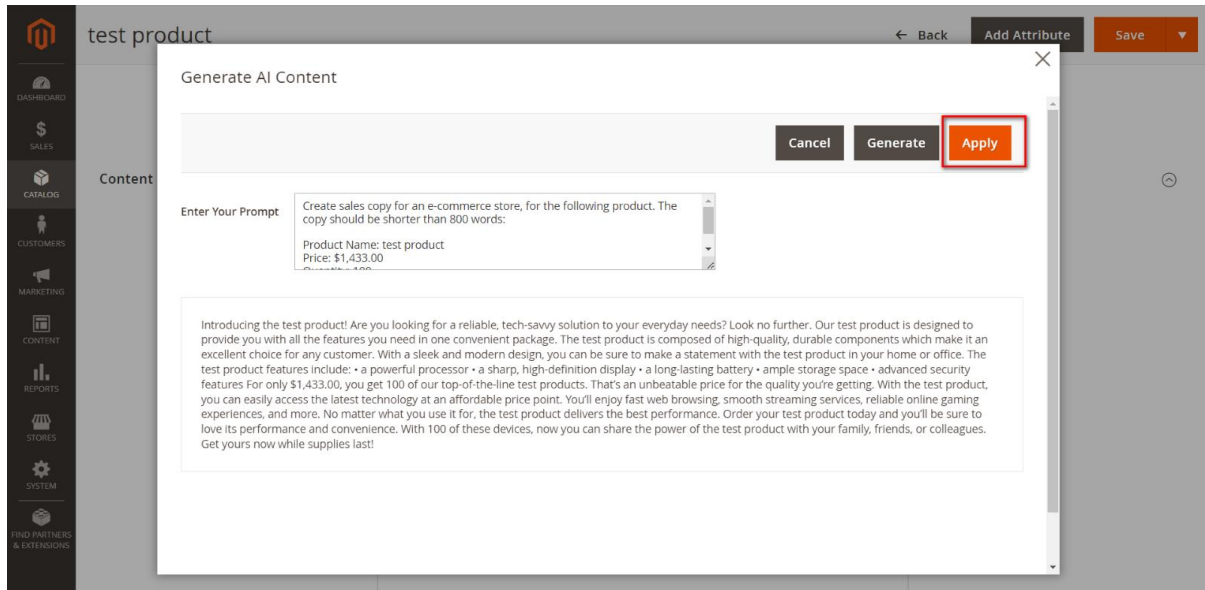 test product
← Back
Add Attribute
Save
DASHBOARD
$
SALES
CATALOG
CUSTOMERS
MARKETING
CONTENT
REPORTS
STORES
SYSTEM
FIND PARTNERS
& EXTENSIONS
Content
Generate AI Content
Cancel
Generate
Apply
Enter Your Prompt
Create sales copy for an e-commerce store, for the following product. The
copy should be shorter than 800 words:
Product Name: test product
Price: $1,433.00
Quantity: 100
Introducing the test product! Are you looking for a reliable, tech-savvy solution to your everyday needs? Look no further. Our test product is designed to
provide you with all the features you need in one convenient package. The test product is composed of high-quality, durable components which make it an
excellent choice for any customer. With a sleek and modern design, you can be sure to make a statement with the test product in your home or office. The
test product features include: • a powerful processor • a sharp, high-definition display • a long-lasting battery • ample storage space • advanced security
features For only $1,433.00, you get 100 of our top-of-the-line test products. That's an unbeatable price for the quality you're getting. With the test product,
you can easily access the latest technology at an affordable price point. You'll enjoy fast web browsing, smooth streaming services, reliable online gaming
experiences, and more. No matter what you use it for, the test product delivers the best performance. Order your test product today and you'll be sure to
love its performance and convenience. With 100 of these devices, now you can share the power of the test product with your family, friends, or colleagues.
Get yours now while supplies last!